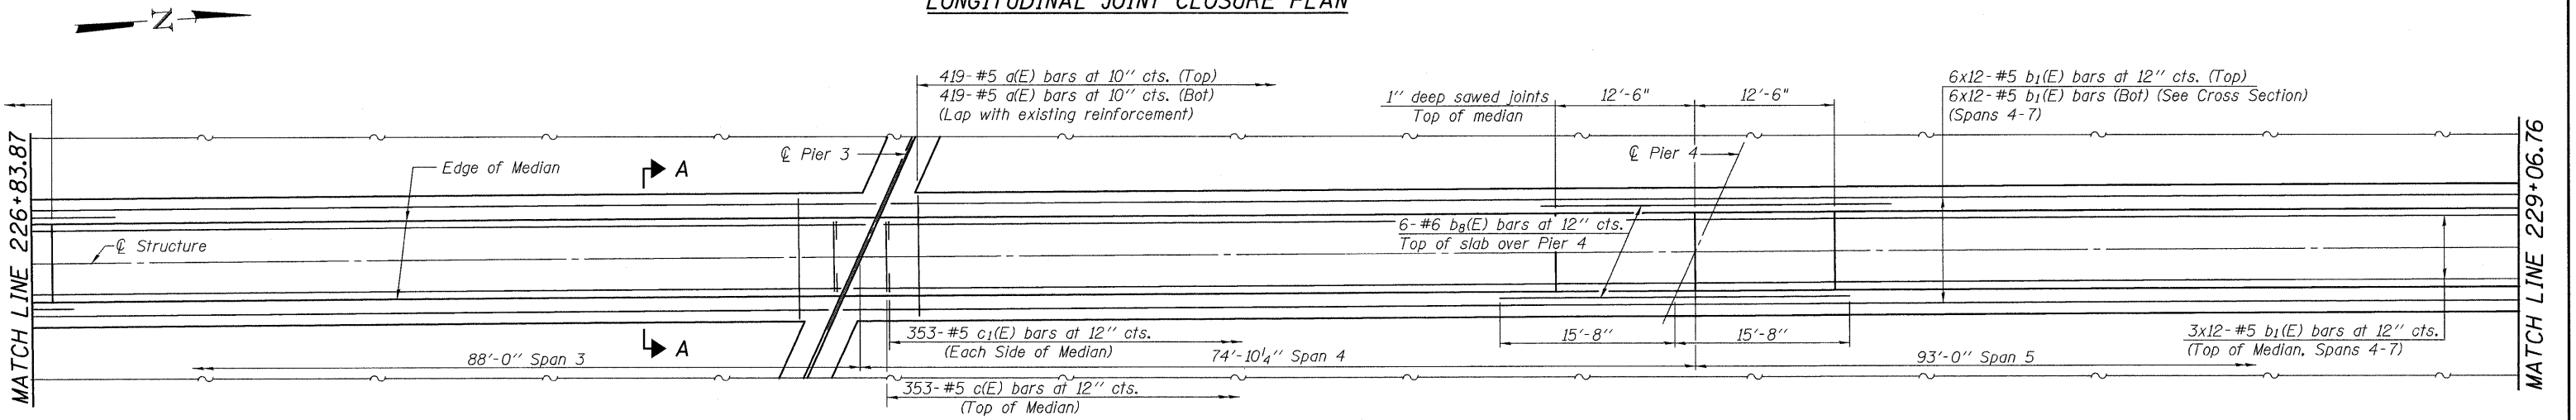 LONGITUDINAL JOINT CLOSURE PLAN
Z
419-#5 a(E) bars at 10'' cts. (Top)
419-#5 a(E) bars at 10'' cts. (Bot)
(Lap with existing reinforcement)
1'' deep sawed joints
Top of median
12'-6"
12'-6"
6x12-#5 b1(E) bars at 12'' cts. (Top)
6x12-#5 b1(E) bars (Bot) (See Cross Section)
(Spans 4-7)
MATCH LINE 226+83.87
Edge of Median
A
℄ Pier 3
℄ Pier 4
MATCH LINE 229+06.76
℄ Structure
6-#6 b8(E) bars at 12'' cts.
Top of slab over Pier 4
A
88'-0'' Span 3
353-#5 c1(E) bars at 12'' cts.
(Each Side of Median)
74'-10¼'' Span 4
15'-8''
15'-8''
93'-0'' Span 5
3x12-#5 b1(E) bars at 12'' cts.
(Top of Median, Spans 4-7)
353-#5 c(E) bars at 12'' cts.
(Top of Median)